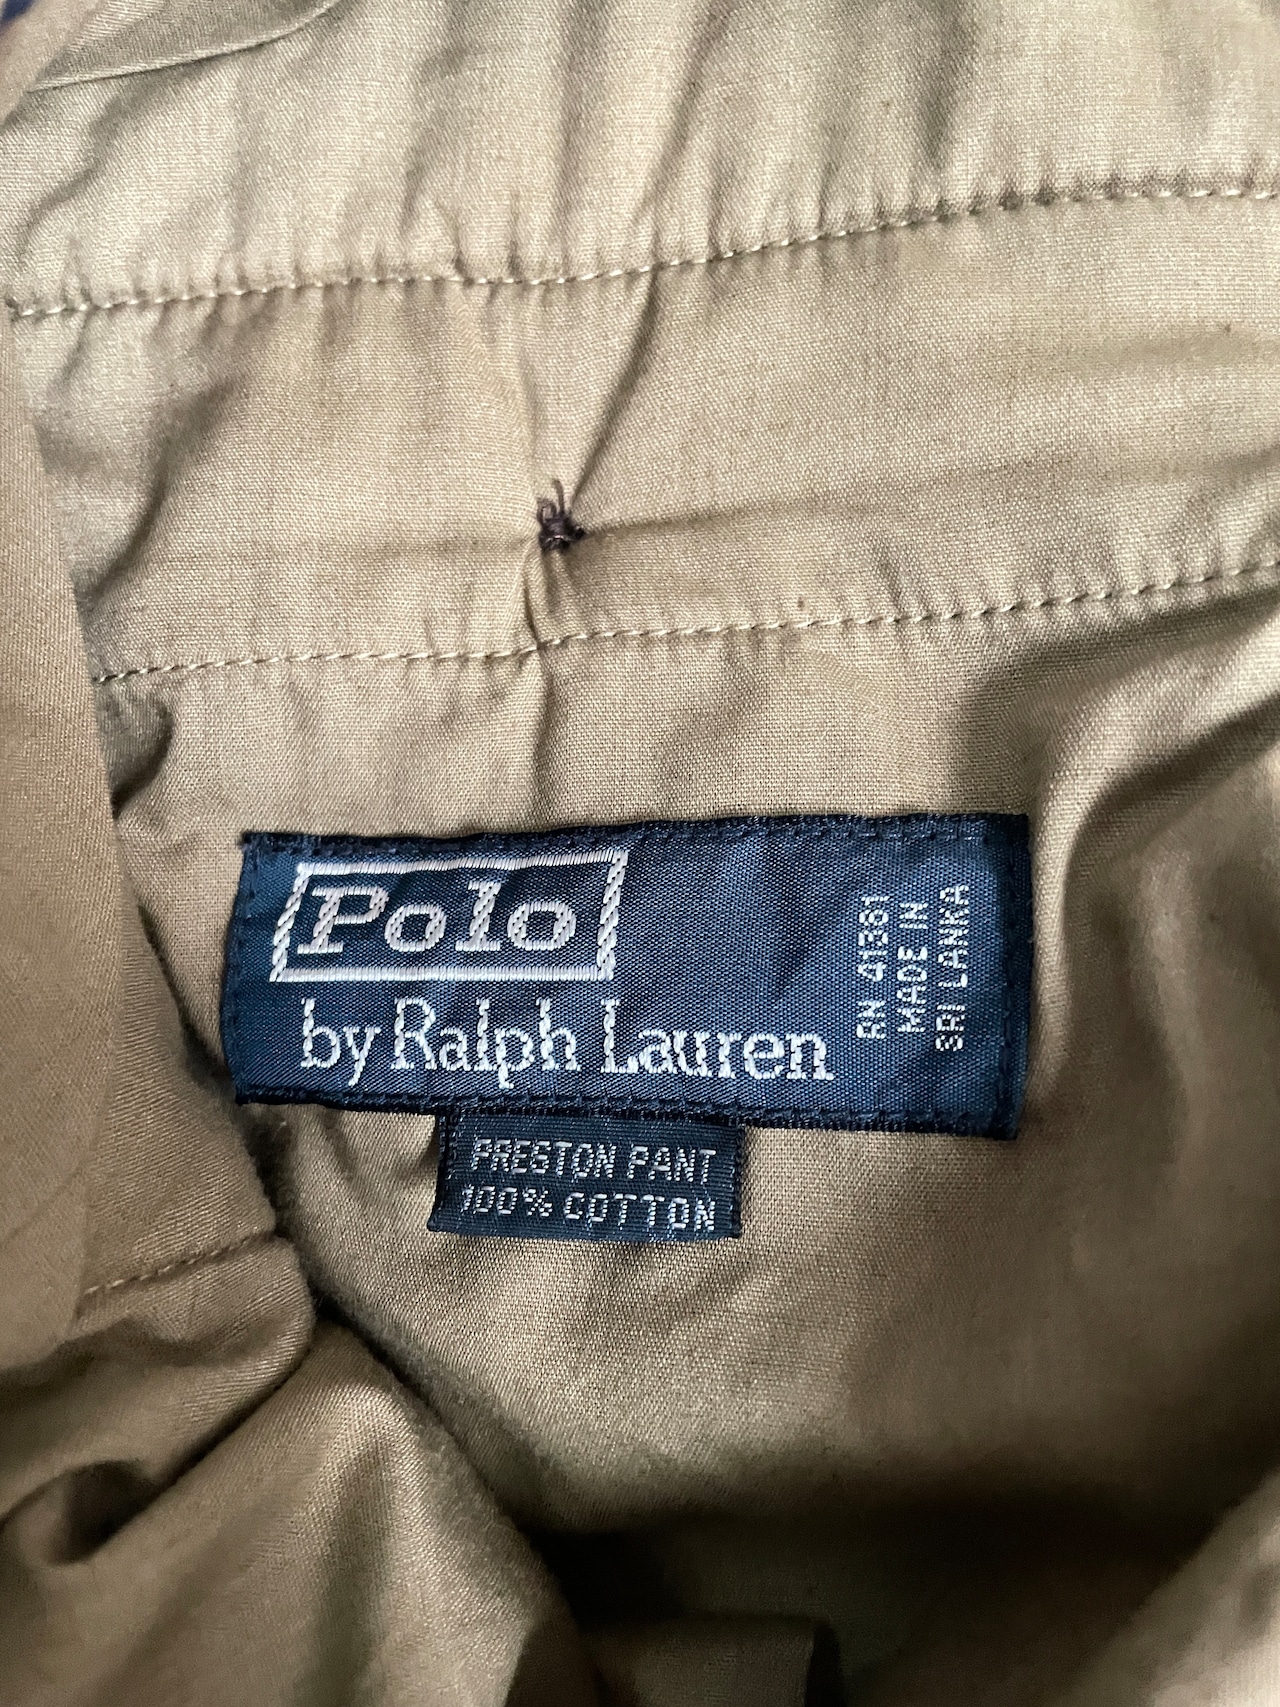 Polo
by Ralph Lauren
RN 41381
MADE IN
SRI LANKA
PRESTON PANT
100% COTTON